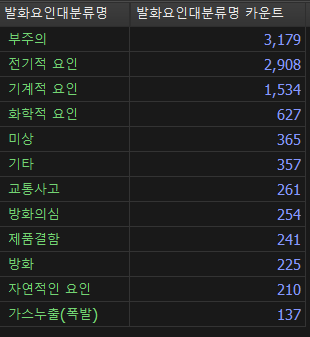 발화요인대분류명 발화요인대분류명 카운트
부주의 3,179
전기적 요인 2,908
기계적 요인 1,534
화학적 요인 627
미상 365
기타 357
교통사고 261
방화의심 254
제품결함 241
방화 225
자연적인 요인 210
가스누출(폭발) 137